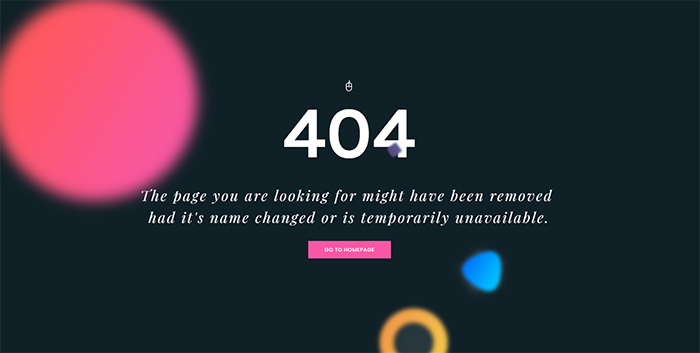 404
The page you are looking for might have been removed
had it's name changed or is temporarily unavailable.
GO TO HOMEPAGE